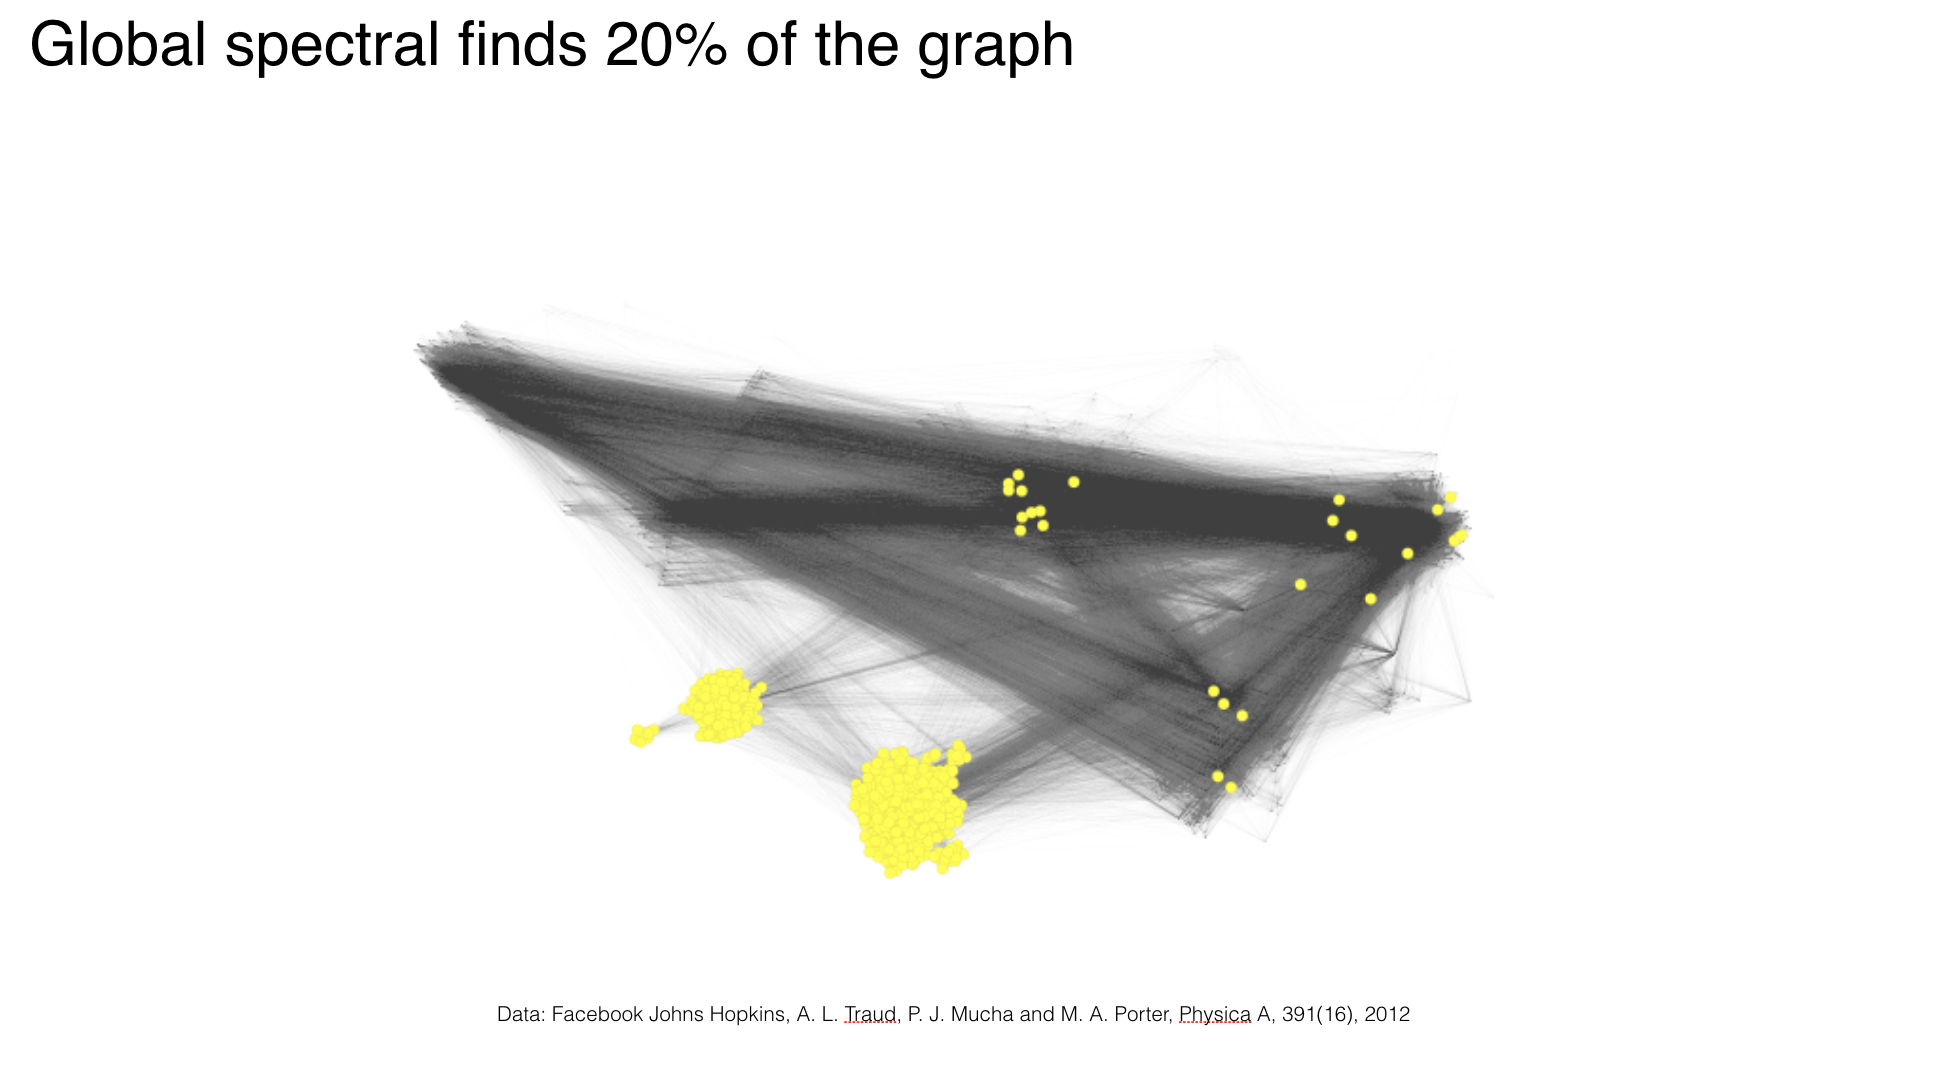 Global spectral finds 20% of the graph
Data: Facebook Johns Hopkins, A. L. Traud, P. J. Mucha and M. A. Porter, Physica A, 391(16), 2012